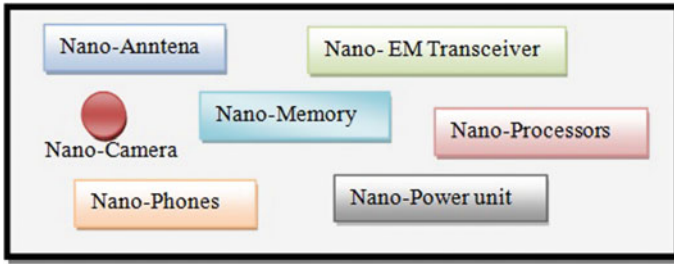 Nano-Anntena
Nano- EM Transceiver
Nano-Memory
Nano-Camera
Nano-Processors
Nano-Phones
Nano-Power unit